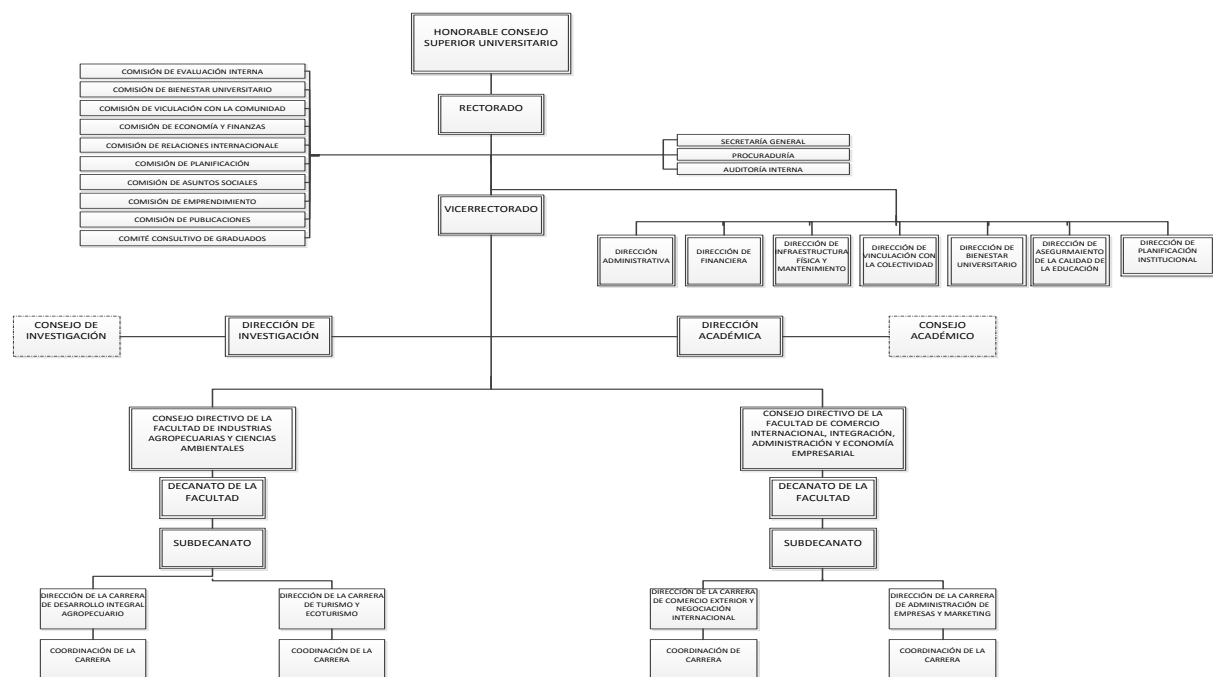 HONORABLE CONSEJO
SUPERIOR UNIVERSITARIO
COMISIÓN DE EVALUACIÓN INTERNA
COMISIÓN DE BIENESTAR UNIVERSITARIO
COMISIÓN DE VICULACIÓN CON LA COMUNIDAD
COMISIÓN DE ECONOMÍA Y FINANZAS
COMISIÓN DE RELACIONES INTERNACIONALE
COMISIÓN DE PLANIFICACIÓN
COMISIÓN DE ASUNTOS SOCIALES
COMISIÓN DE EMPRENDIMIENTO
COMISIÓN DE PUBLICACIONES
COMITÉ CONSULTIVO DE GRADUADOS
RECTORADO
SECRETARÍA GENERAL
PROCURADURÍA
AUDITORÍA INTERNA
VICERRECTORADO
DIRECCIÓN
ADMINISTRATIVA
DIRECCIÓN DE
FINANCIERA
DIRECCIÓN DE
INFRAESTRUCTURA
FÍSICA Y
MANTENIMIENTO
DIRECCIÓN DE
VINCULACIÓN CON
LA COLECTIVIDAD
DIRECCIÓN DE
BIENESTAR
UNIVERSITARIO
DIRECCIÓN DE
ASEGURMAIENTO
DE LA CALIDAD DE
LA EDUCACIÓN
DIRECCIÓN DE
PLANIFICACIÓN
INSTITUCIONAL
CONSEJO DE
INVESTIGACIÓN
DIRECCIÓN DE
INVESTIGACIÓN
DIRECCIÓN
ACADÉMICA
CONSEJO
ACADÉMICO
CONSEJO DIRECTIVO DE LA
FACULTAD DE INDUSTRIAS
AGROPECUARIAS Y CIENCIAS
AMBIENTALES
CONSEJO DIRECTIVO DE LA
FACULTAD DE COMERCIO
INTERNACIONAL, INTEGRACIÓN,
ADMINISTRACIÓN Y ECONOMÍA
EMPRESARIAL
DECANATO DE LA
FACULTAD
DECANATO DE LA
FACULTAD
SUBDECANATO
SUBDECANATO
DIRECCIÓN DE LA CARRERA
DE DESARROLLO INTEGRAL
AGROPECUARIO
DIRECCIÓN DE LA CARRERA
DE TURISMO Y
ECOTURISMO
DIRECCIÓN DE LA CARRERA
DE COMERCIO EXTERIOR Y
NEGOCIACIÓN
INTERNACIONAL
DIRECCIÓN DE LA CARRERA
DE ADMINISTRACIÓN DE
EMPRESAS Y MARKETING
COORDINACIÓN DE LA
CARRERA
COODINACIÓN DE LA
CARRERA
COORDINACIÓN DE
CARRERA
COORDINACIÓN DE LA
CARRERA